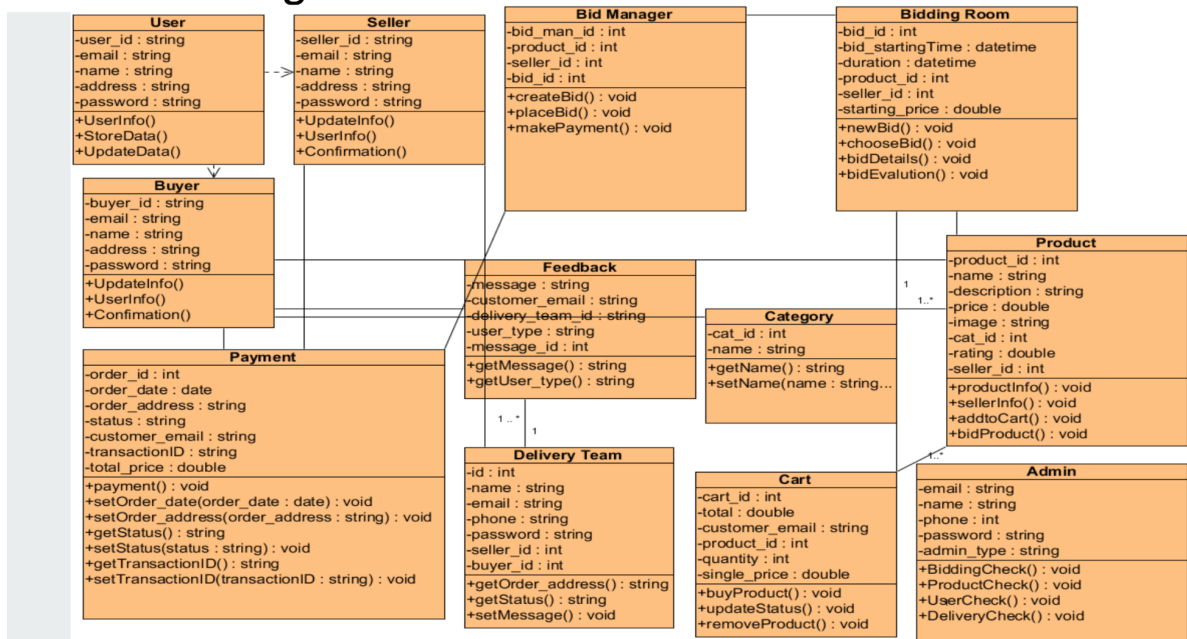 User
-user_id : string
-email : string
-name : string
-address : string
-password : string
+UserInfo()
+StoreData()
+UpdateData()
Seller
-seller_id : string
-email : string
-name : string
-address : string
-password : string
+UpdateInfo()
+UserInfo()
+Confirmation()
Bid Manager
-bid_man_id : int
-product_id : int
-seller_id : int
-bid_id : int
+createBid() : void
+placeBid() : void
+makePayment() : void
Bidding Room
-bid_id : int
-bid_startingTime : datetime
-duration : datetime
-product_id : int
-seller_id : int
-starting_price : double
+newBid() : void
+chooseBid() : void
+bidDetails() : void
+bidEvalution() : void
Buyer
-buyer_id : string
-email : string
-name : string
-address : string
-password : string
+UpdateInfo()
+UserInfo()
+Confimation()
Feedback
-message : string
-customer_email : string
-delivery_team_id : string
-user_type : string
-message_id : int
+getMessage() : string
+getUser_type() : string
Category
-cat_id : int
-name : string
+getName() : string
+setName(name : string...
1
1..*
Product
-product_id : int
-name : string
-description : string
-price : double
-image : string
-cat_id : int
-rating : double
-seller_id : int
+productInfo() : void
+sellerInfo() : void
+addtoCart() : void
+bidProduct() : void
Payment
-order_id : int
-order_date : date
-order_address : string
-status : string
-customer_email : string
-transactionID : string
-total_price : double
+payment() : void
+setOrder_date(order_date : date) : void
+setOrder_address(order_address : string) : void
+getStatus() : string
+setStatus(status : string) : void
+getTransactionID() : string
+setTransactionID(transactionID : string) : void
1 .. *
1
Delivery Team
-id : int
-name : string
-email : string
-phone : string
-password : string
-seller_id : int
-buyer_id : int
+getOrder_address() : string
+getStatus() : string
+setMessage() : void
1..*
Cart
-cart_id : int
-total : double
-customer_email : string
-product_id : int
-quantity : int
-single_price : double
+buyProduct() : void
+updateStatus() : void
+removeProduct() : void
Admin
-email : string
-name : string
-phone : int
-password : string
-admin_type : string
+BiddingCheck() : void
+ProductCheck() : void
+UserCheck() : void
+DeliveryCheck() : void